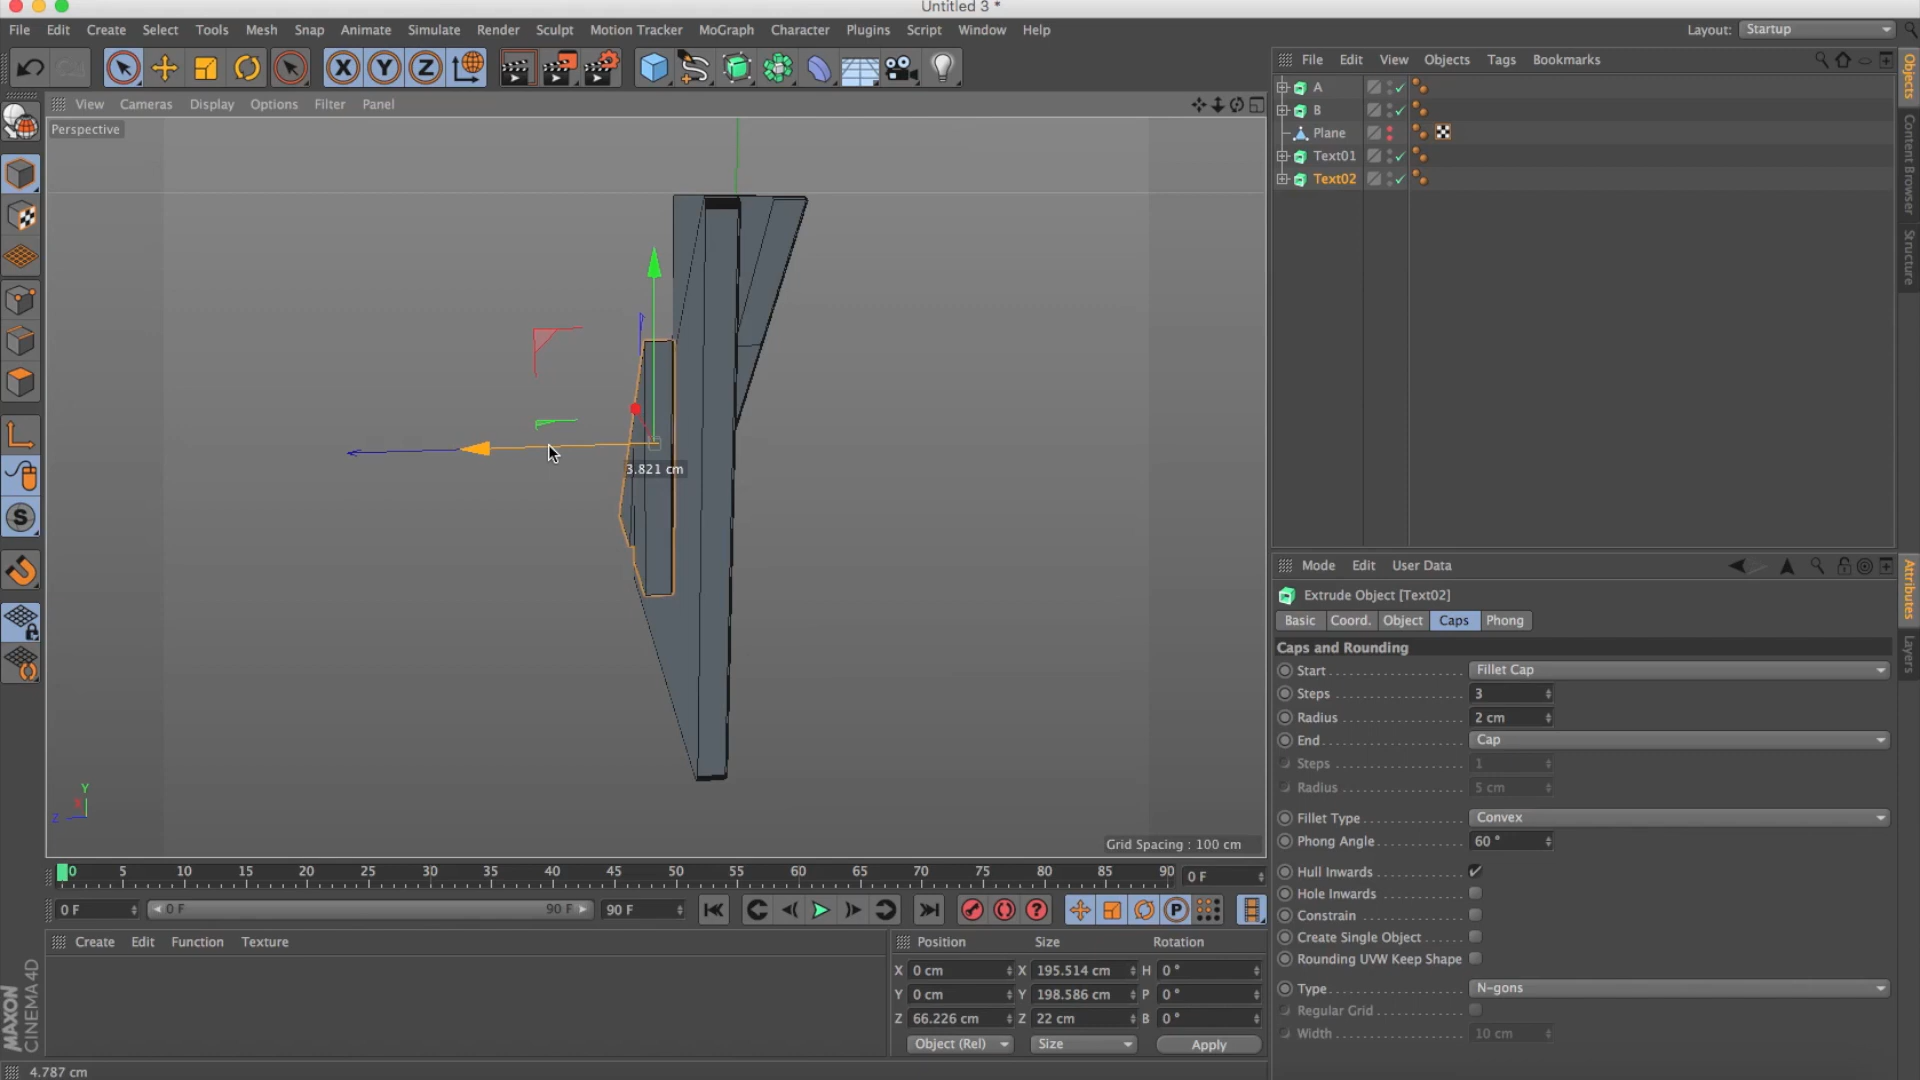 Untitled 3 *
File Edit Create Select Tools Mesh Snap Animate Simulate Render Sculpt Motion Tracker MoGraph Character Plugins Script Window Help
Layout: Startup
X Y Z
File Edit View Objects Tags Bookmarks
View Cameras Display Options Filter Panel
Perspective
A
B
Plane
Text01
Text02
Objects
Content Browser
Structure
3.821 cm
Mode Edit User Data
Extrude Object [Text02]
Basic Coord. Object Caps Phong
Caps and Rounding
Start Fillet Cap
Steps 3
Radius 2 cm
End Cap
Steps 1
Radius 5 cm
Fillet Type Convex
Phong Angle 60 °
Hull Inwards
Hole Inwards
Constrain
Create Single Object
Rounding UVW Keep Shape
Type N-gons
Regular Grid
Width 10 cm
Attributes
Layers
S
Y
X
Z
Grid Spacing : 100 cm
0 5 10 15 20 25 30 35 40 45 50 55 60 65 70 75 80 85 90 0 F
0 F 0 F 90 F 90 F
P
Create Edit Function Texture
Position Size Rotation
X 0 cm X 195.514 cm H 0 °
Y 0 cm Y 198.586 cm P 0 °
Z 66.226 cm Z 22 cm B 0 °
Object (Rel) Size Apply
MAXON
CINEMA 4D
4.787 cm